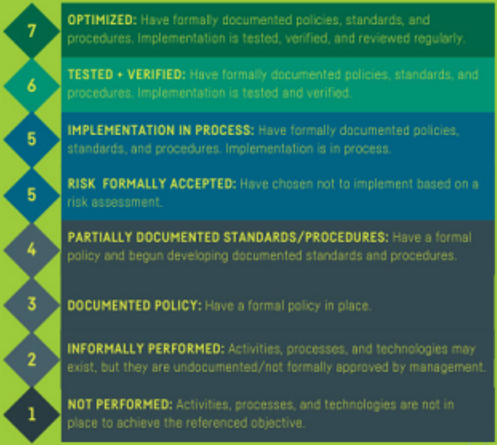 7
OPTIMIZED: Have formally documented policies, standards, and
procedures. Implementation is tested, verified, and reviewed regularly.
6
TESTED + VERIFIED: Have formally documented policies, standards, and
procedures. Implementation is tested and verified.
5
IMPLEMENTATION IN PROCESS: Have formally documented policies,
standards, and procedures. Implementation is in process.
5
RISK FORMALLY ACCEPTED: Have chosen not to implement based on a
risk assessment.
4
PARTIALLY DOCUMENTED STANDARDS/PROCEDURES: Have a formal
policy and begun developing documented standards and procedures.
3
DOCUMENTED POLICY: Have a formal policy in place.
2
INFORMALLY PERFORMED: Activities, processes, and technologies may
exist, but they are undocumented/not formally approved by management.
1
NOT PERFORMED: Activities, processes, and technologies are not in
place to achieve the referenced objective.